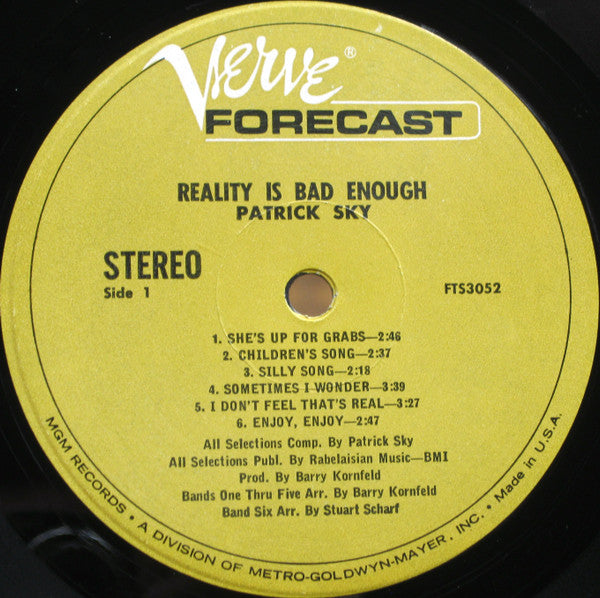 Verve®
FORECAST
REALITY IS BAD ENOUGH
PATRICK SKY
STEREO
Side 1
FTS3052
1. SHE'S UP FOR GRABS—2:46
2. CHILDREN'S SONG—2:37
3. SILLY SONG—2:18
4. SOMETIMES I WONDER—3:39
5. I DON'T FEEL THAT'S REAL—3:27
6. ENJOY, ENJOY—2:47
All Selections Comp. By Patrick Sky
All Selections Publ. By Rabelaisian Music—BMI
Prod. By Barry Kornfeld
Bands One Thru Five Arr. By Barry Kornfeld
Band Six Arr. By Stuart Scharf
MGM RECORDS • A DIVISION OF METRO-GOLDWYN-MAYER, INC. • Made in U.S.A.